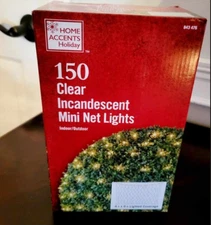 HOME
ACCENTS
Holiday
150
Clear
Incandescent
Mini Net Lights
Indoor/Outdoor